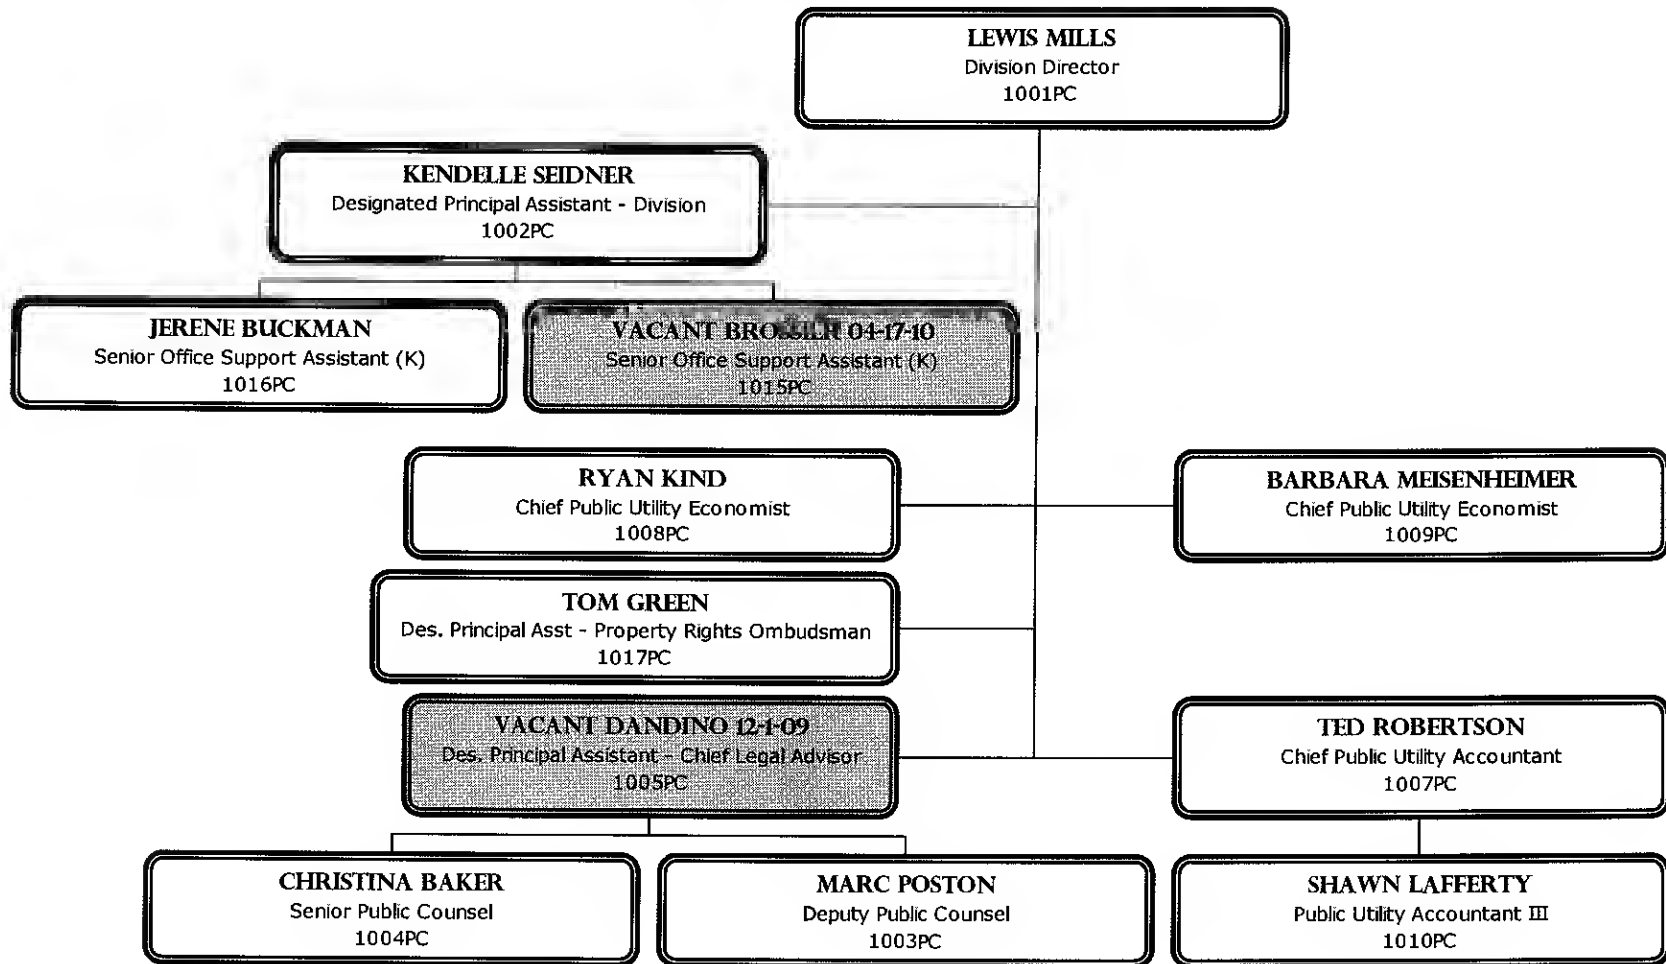 LEWIS MILLS
Division Director
1001PC
KENDELLE SEIDNER
Designated Principal Assistant - Division
1002PC
JERENE BUCKMAN
Senior Office Support Assistant (K)
1016PC
VACANT 04-17-10
Senior Office Support Assistant (K)
1015PC
RYAN KIND
Chief Public Utility Economist
1008PC
BARBARA MEISENHEIMER
Chief Public Utility Economist
1009PC
TOM GREEN
Des. Principal Asst - Property Rights Ombudsman
1017PC
VACANT DANDINO 12-1-09
Des. Principal Assistant - Chief Legal Advisor
1005PC
TED ROBERTSON
Chief Public Utility Accountant
1007PC
CHRISTINA BAKER
Senior Public Counsel
1004PC
MARC POSTON
Deputy Public Counsel
1003PC
SHAWN LAFFERTY
Public Utility Accountant III
1010PC